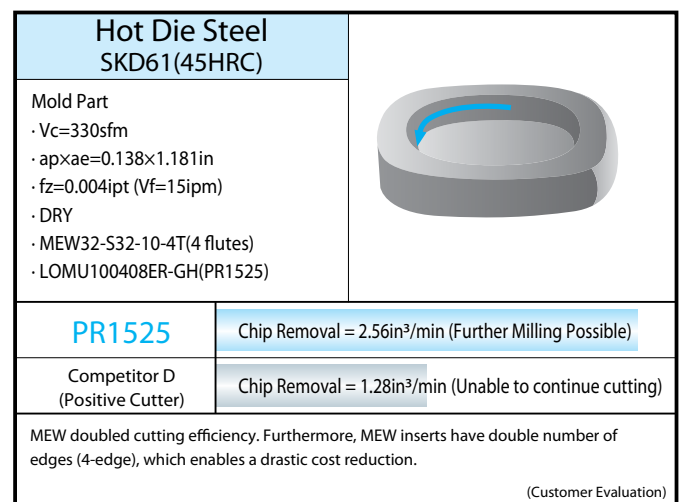 Hot Die Steel
SKD61(45HRC)
Mold Part
· Vc=330sfm
· ap×ae=0.138×1.181in
· fz=0.004ipt (Vf=15ipm)
· DRY
· MEW32-S32-10-4T(4 flutes)
· LOMU100408ER-GH(PR1525)
PR1525
Chip Removal = 2.56in³/min (Further Milling Possible)
Competitor D
(Positive Cutter)
Chip Removal = 1.28in³/min (Unable to continue cutting)
MEW doubled cutting efficiency. Furthermore, MEW inserts have double number of
edges (4-edge), which enables a drastic cost reduction.
(Customer Evaluation)